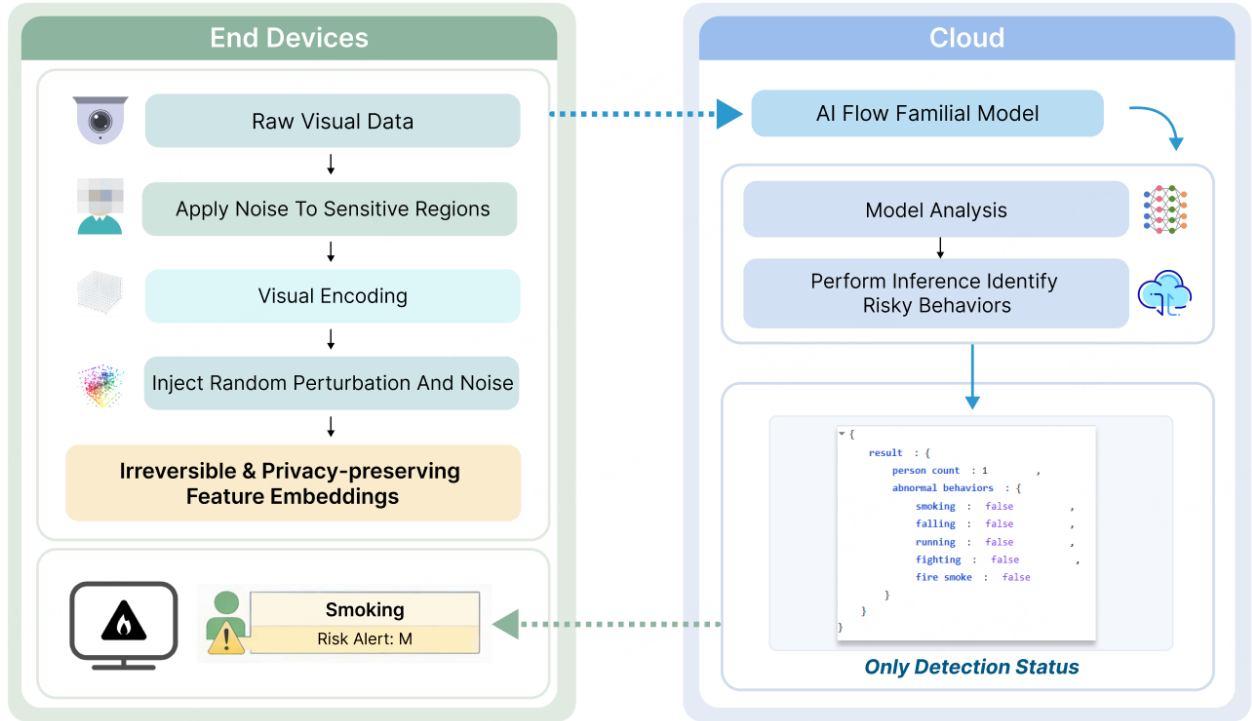 End Devices
Raw Visual Data
Apply Noise To Sensitive Regions
Visual Encoding
Inject Random Perturbation And Noise
Irreversible & Privacy-preserving
Feature Embeddings
Smoking
Risk Alert: M
Cloud
AI Flow Familial Model
Model Analysis
Perform Inference Identify
Risky Behaviors
{
result : {
person count : 1 ,
abnormal behaviors : {
smoking : false ,
falling : false ,
running : false ,
fighting : false ,
fire smoke : false
}
}
}
Only Detection Status